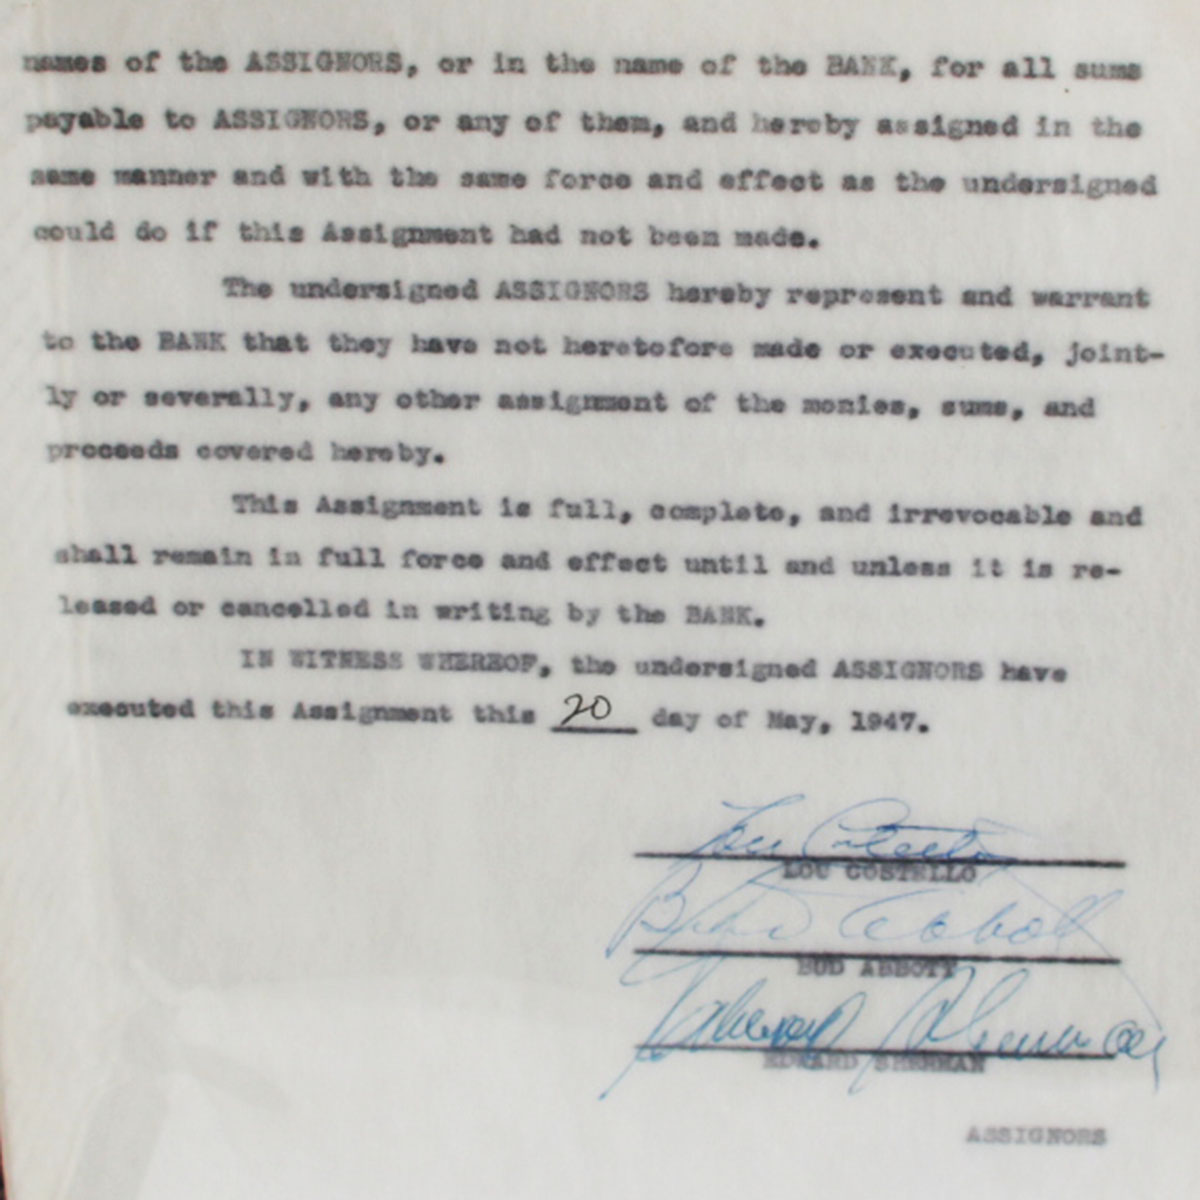 names of the ASSIGNORS, or in the name of the BANK, for all sums
payable to ASSIGNORS, or any of them, and hereby assigned in the
same manner and with the same force and effect as the undersigned
could do if this Assignment had not been made.
The undersigned ASSIGNORS hereby represent and warrant
to the BANK that they have not heretofore made or executed, joint-
ly or severally, any other assignment of the monies, sums, and
proceeds covered hereby.
This Assignment is full, complete, and irrevocable and
shall remain in full force and effect until and unless it is re-
leased or cancelled in writing by the BANK.
IN WITNESS WHEREOF, the undersigned ASSIGNORS have
executed this Assignment this 20 day of May, 1947.
Lou Costello
LOU COSTELLO
Bud Abbott
BUD ABBOTT
Edward Sherman
EDWARD SHERMAN
ASSIGNORS